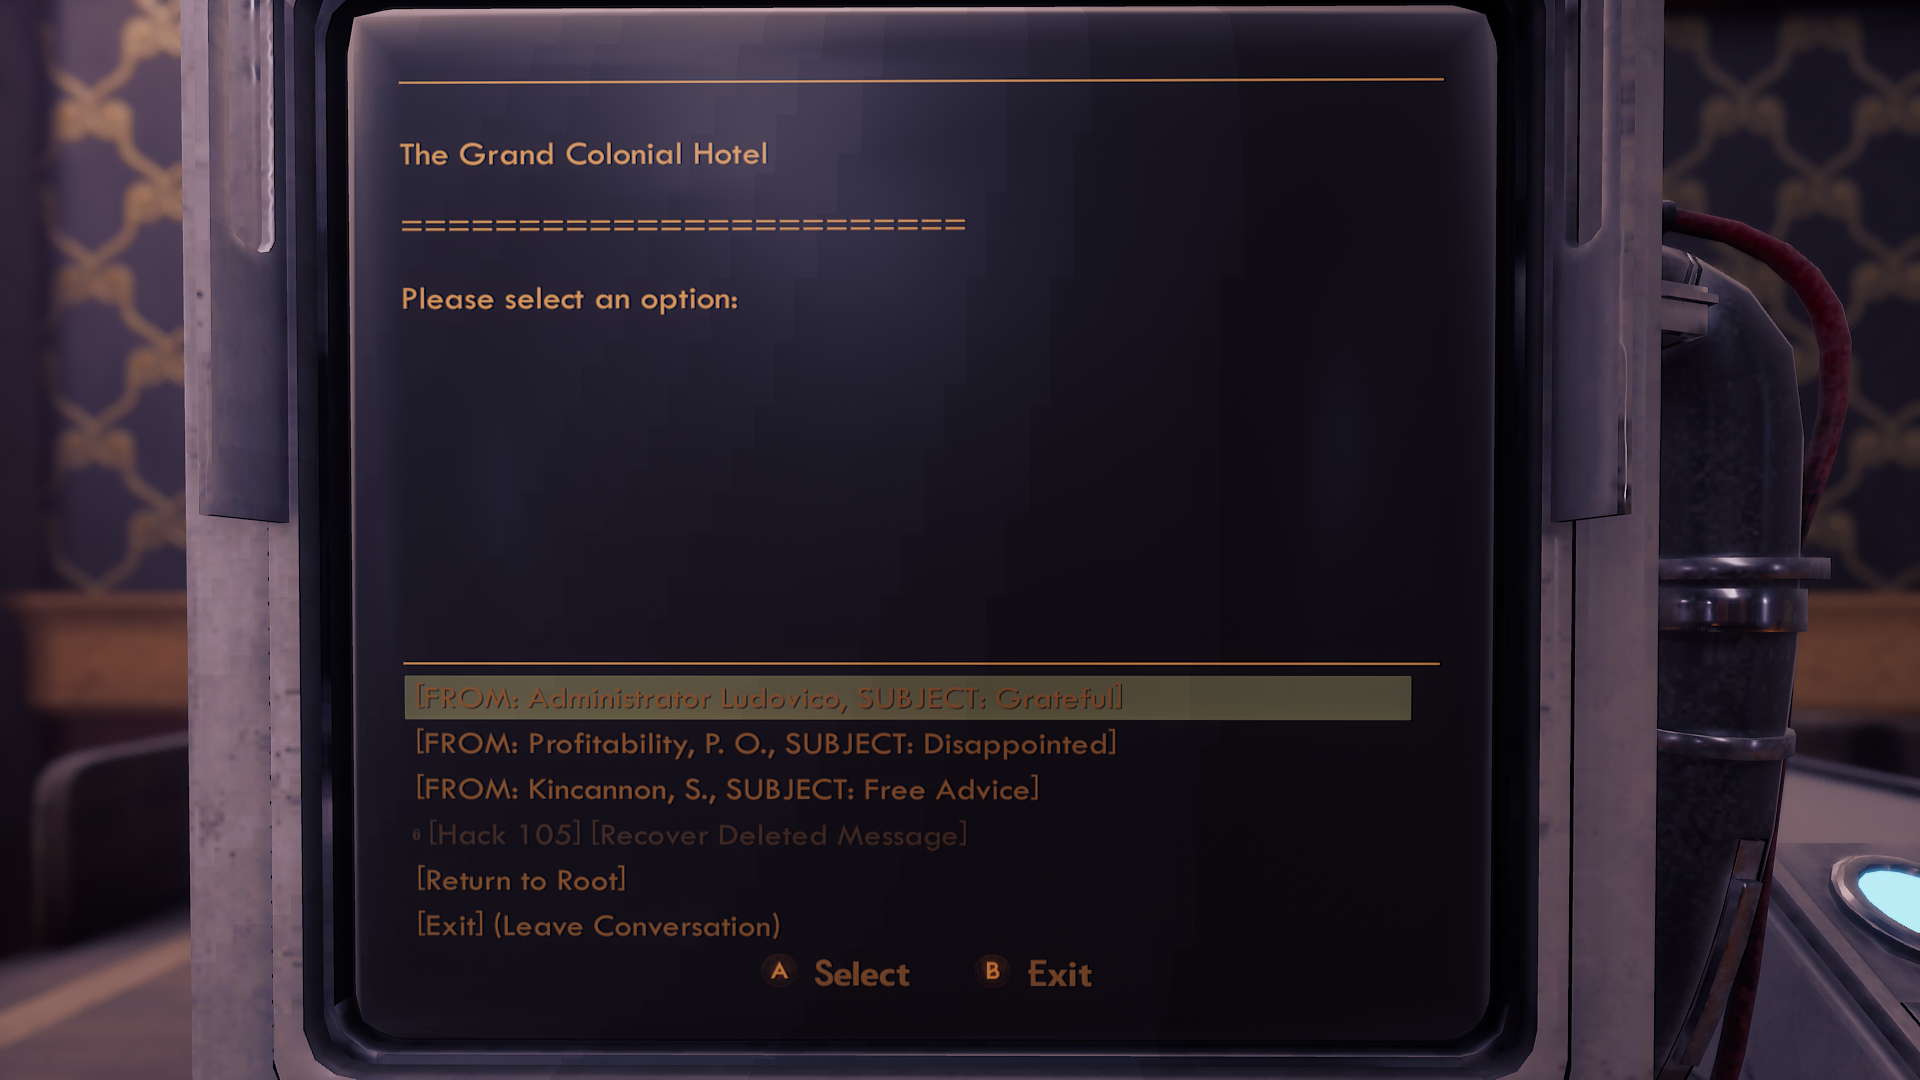 The Grand Colonial Hotel
========================
Please select an option:
[FROM: Administrator Ludovico, SUBJECT: Grateful]
[FROM: Profitability, P. O., SUBJECT: Disappointed]
[FROM: Kincannon, S., SUBJECT: Free Advice]
[Hack 105] [Recover Deleted Message]
[Return to Root]
[Exit] (Leave Conversation)
A Select B Exit